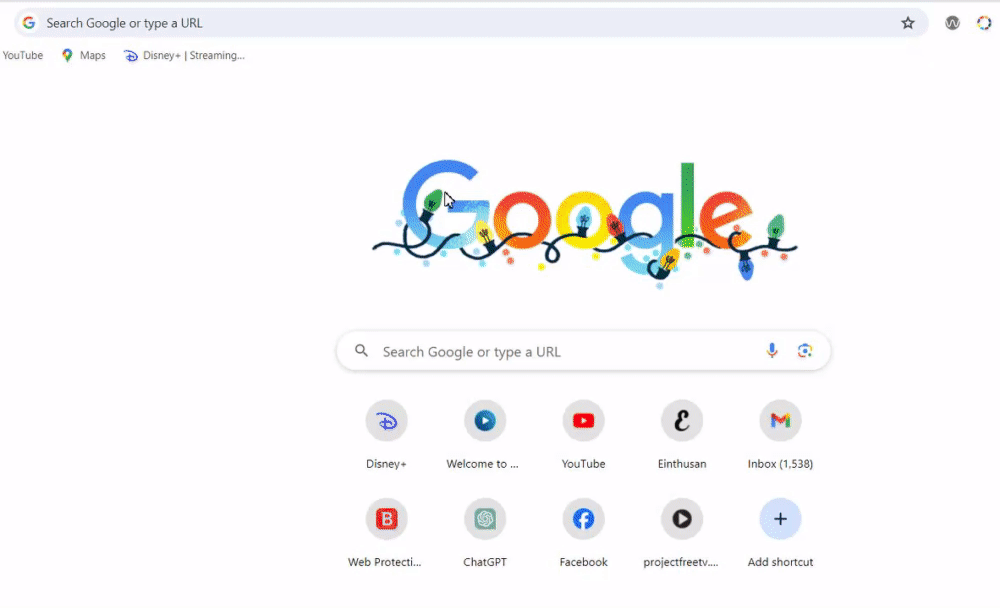 Search Google or type a URL
YouTube Maps Disney+ | Streaming...
Google
Search Google or type a URL
Disney+ Welcome to ... YouTube Einthusan Inbox (1,538)
Web Protecti... ChatGPT Facebook projectfreetv.... Add shortcut